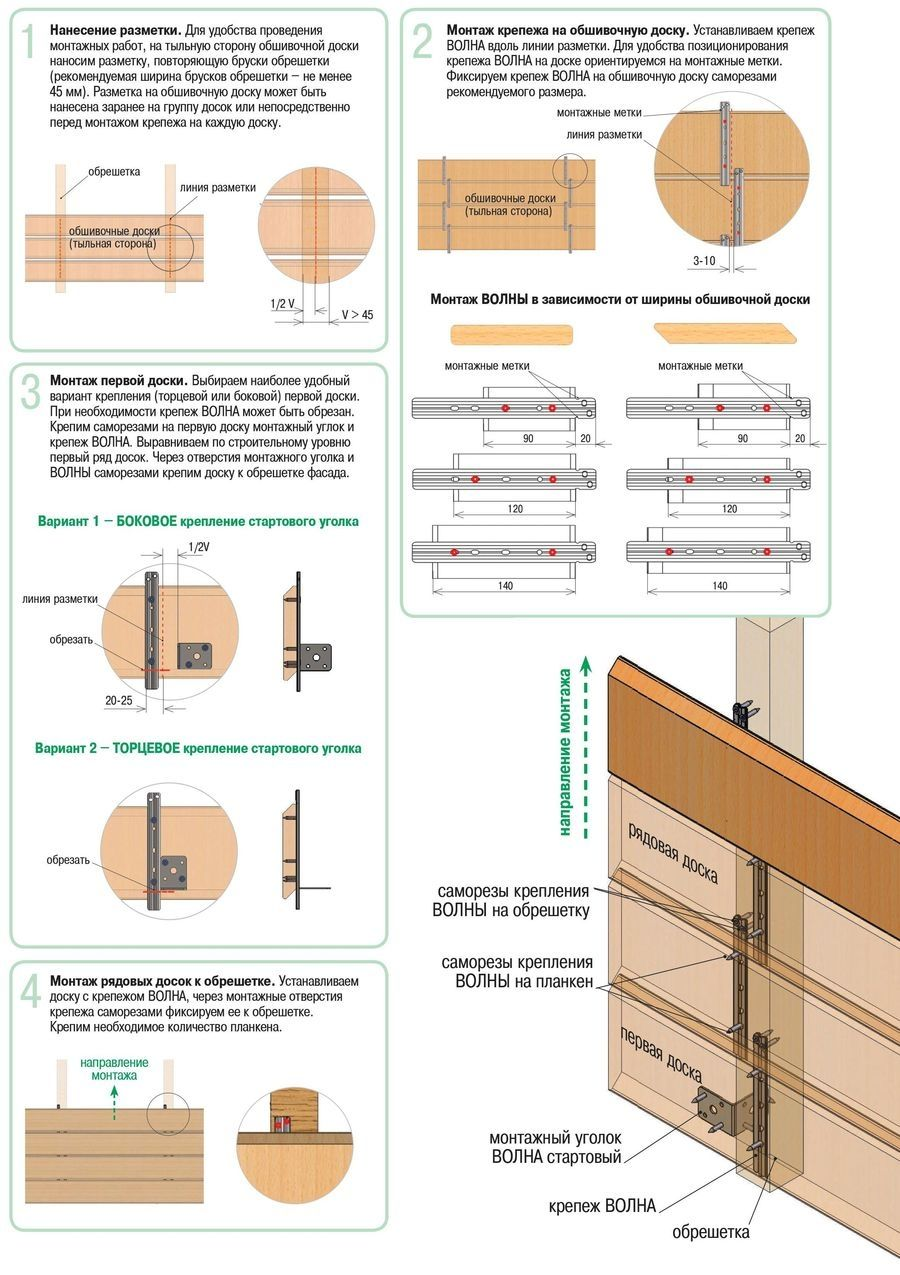 1
Нанесение разметки. Для удобства проведения
монтажных работ, на тыльную сторону обшивочной доски
наносим разметку, повторяющую бруски обрешетки
(рекомендуемая ширина брусков обрешетки – не менее
45 мм). Разметка на обшивочную доску может быть
нанесена заранее на группу досок или непосредственно
перед монтажом крепежа на каждую доску.
обрешетка
линия разметки
обшивочные доски
(тыльная сторона)
1/2 V
V > 45
2
Монтаж крепежа на обшивочную доску. Устанавливаем крепеж
ВОЛНА вдоль линии разметки. Для удобства позиционирования
крепежа ВОЛНА на доске ориентируемся на монтажные метки.
Фиксируем крепеж ВОЛНА на обшивочную доску саморезами
рекомендуемого размера.
монтажные метки
линия разметки
обшивочные доски
(тыльная сторона)
3-10
Монтаж ВОЛНЫ в зависимости от ширины обшивочной доски
монтажные метки
монтажные метки
90
20
90
20
120
120
140
140
3
Монтаж первой доски. Выбираем наиболее удобный
вариант крепления (торцевой или боковой) первой доски.
При необходимости крепеж ВОЛНА может быть обрезан.
Крепим саморезами на первую доску монтажный углок и
крепеж ВОЛНА. Выравниваем по строительному уровню
первый ряд досок. Через отверстия монтажного уголка и
ВОЛНЫ саморезами крепим доску к обрешетке фасада.
Вариант 1 – БОКОВОЕ крепление стартового уголка
1/2V
линия разметки
обрезать
20-25
Вариант 2 – ТОРЦЕВОЕ крепление стартового уголка
обрезать
4
Монтаж рядовых досок к обрешетке. Устанавливаем
доску с крепежом ВОЛНА, через монтажные отверстия
крепежа саморезами фиксируем ее к обрешетке.
Крепим необходимое количество планкена.
направление
монтажа
направление монтажа
рядовая доска
саморезы крепления
ВОЛНЫ на обрешетку
саморезы крепления
ВОЛНЫ на планкен
первая доска
монтажный уголок
ВОЛНА стартовый
крепеж ВОЛНА
обрешетка